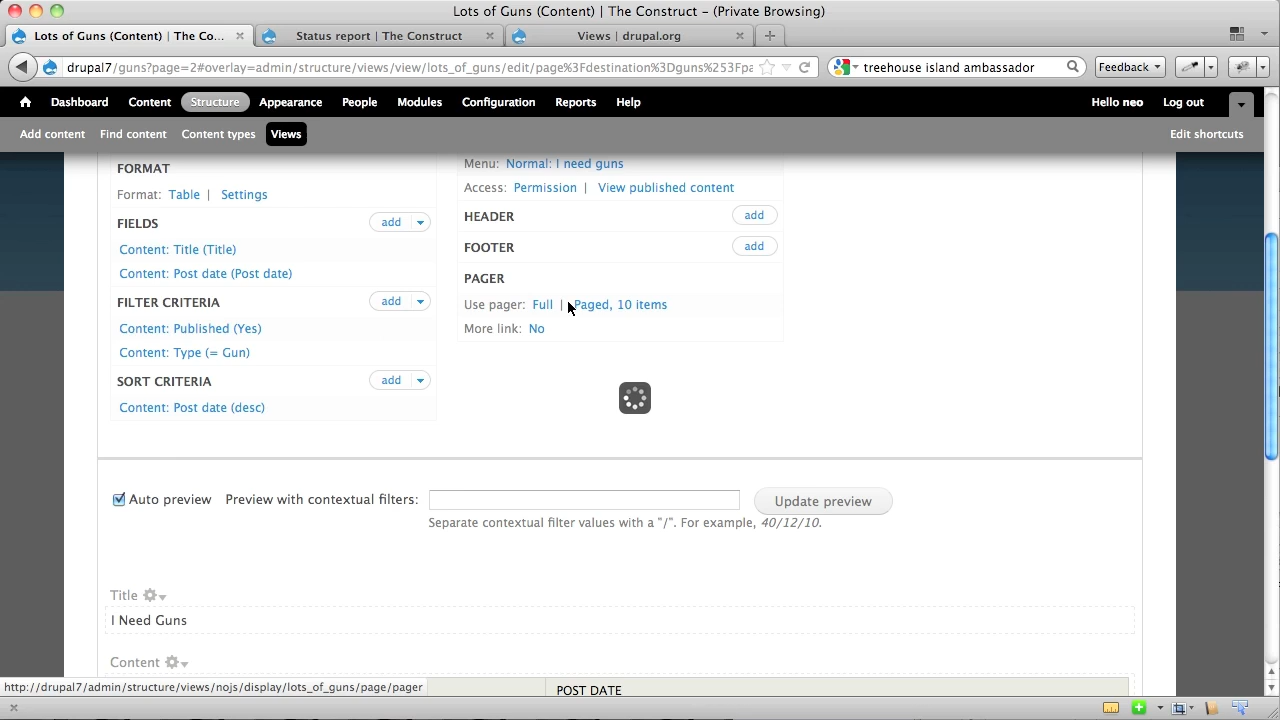 Lots of Guns (Content) | The Construct – (Private Browsing)
Lots of Guns (Content) | The Co...
Status report | The Construct
Views | drupal.org
drupal7/guns?page=2#overlay=admin/structure/views/view/lots_of_guns/edit/page%3Fdestination%3Dguns%253Fpa
treehouse island ambassador
Feedback
Dashboard Content Structure Appearance People Modules Configuration Reports Help Hello neo Log out
Add content Find content Content types Views Edit shortcuts
FORMAT
Format: Table | Settings
FIELDS add
Content: Title (Title)
Content: Post date (Post date)
FILTER CRITERIA add
Content: Published (Yes)
Content: Type (= Gun)
SORT CRITERIA add
Content: Post date (desc)
Menu: Normal: I need guns
Access: Permission | View published content
HEADER add
FOOTER add
PAGER
Use pager: Full | Paged, 10 items
More link: No
Auto preview Preview with contextual filters: Update preview
Separate contextual filter values with a "/". For example, 40/12/10.
Title
I Need Guns
Content
POST DATE
http://drupal7/admin/structure/views/nojs/display/lots_of_guns/page/pager